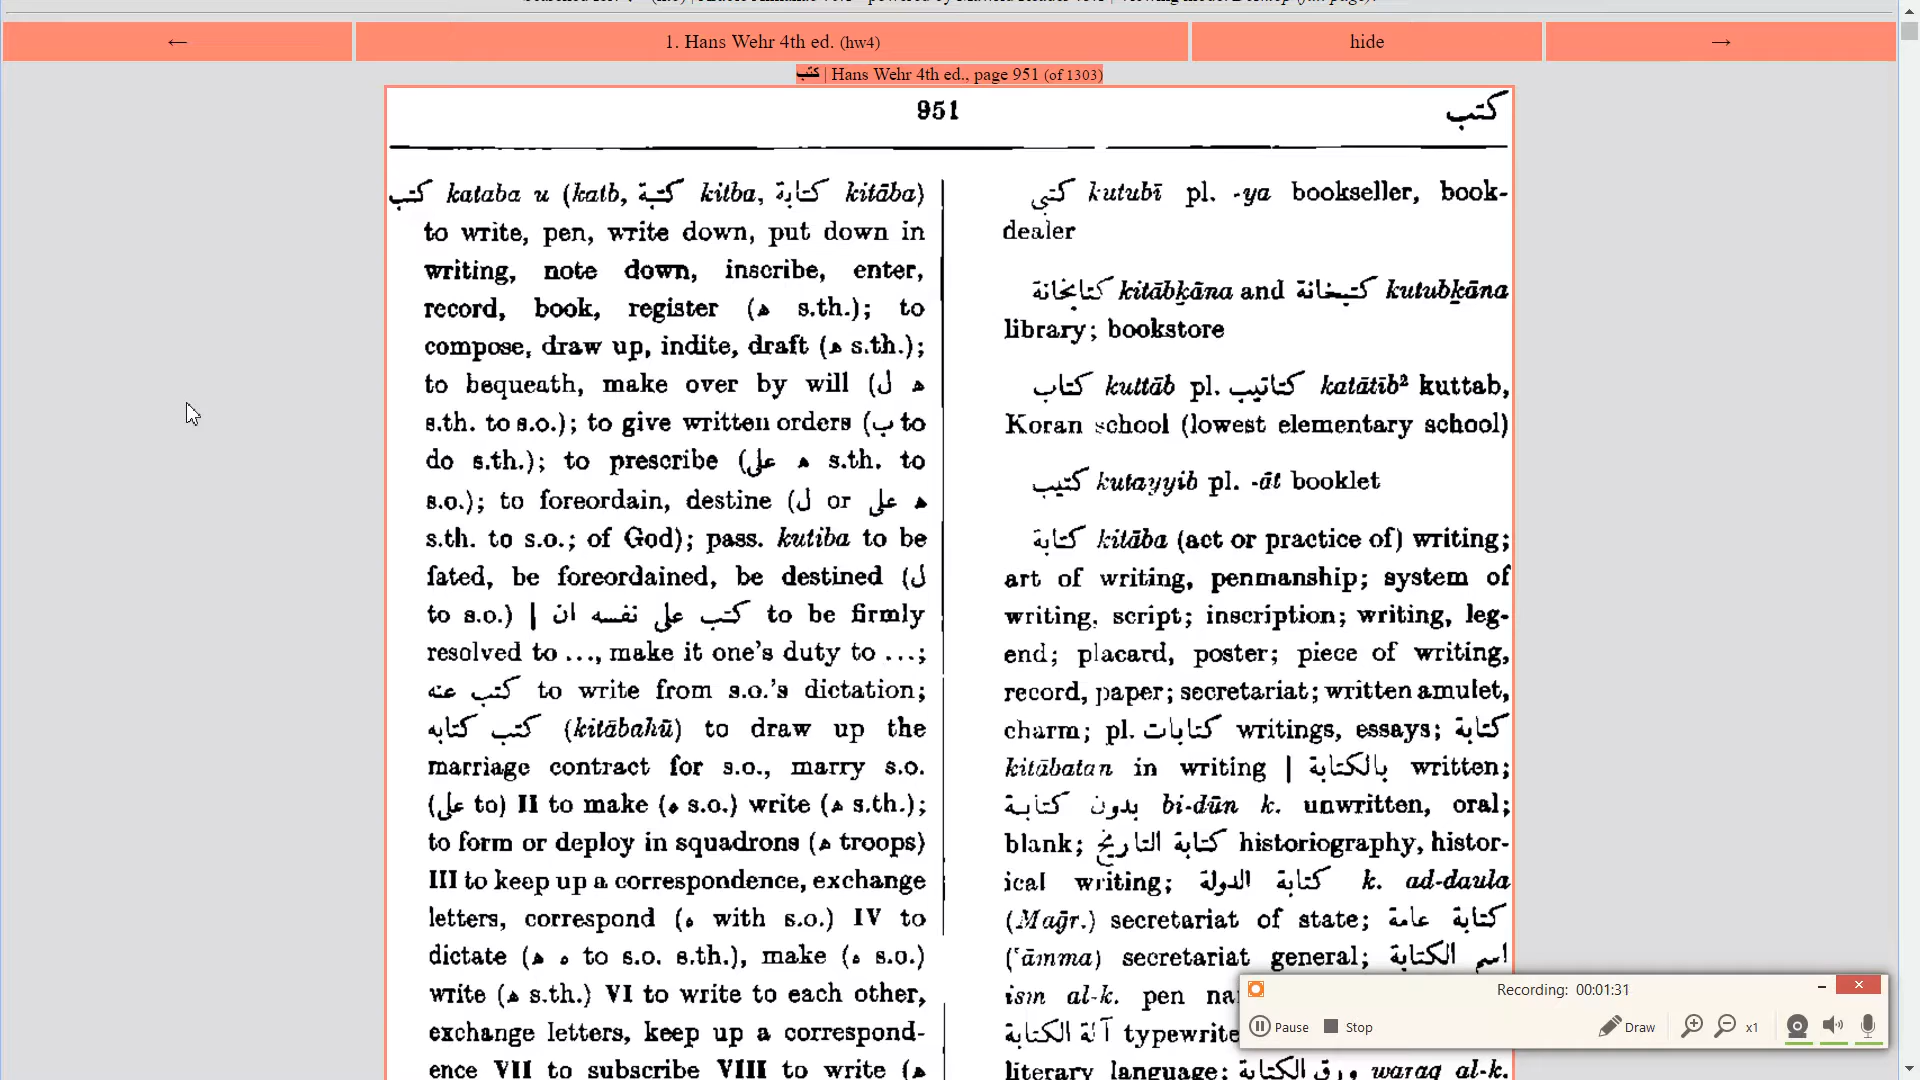 ← 1. Hans Wehr 4th ed. (hw4) hide →
كتب | Hans Wehr 4th ed., page 951 (of 1303)
951 كتب
كتب kataba u (katb, كتبة kitba, كتابة kitāba)
to write, pen, write down, put down in
writing, note down, inscribe, enter,
record, book, register (ه s.th.); to
compose, draw up, indite, draft (ه s.th.);
to bequeath, make over by will (ل ه
s.th. to s.o.); to give written orders (ب to
do s.th.); to prescribe (على ه s.th. to
s.o.); to foreordain, destine (ل or على ه
s.th. to s.o.; of God); pass. kutiba to be
fated, be foreordained, be destined (ل
to s.o.) | كتب على نفسه ان to be firmly
resolved to ..., make it one's duty to ...;
كتب عنه to write from s.o.'s dictation;
كتب كتابه (kitābahū) to draw up the
marriage contract for s.o., marry s.o.
(على to) II to make (ه s.o.) write (ه s.th.);
to form or deploy in squadrons (ه troops)
III to keep up a correspondence, exchange
letters, correspond (ه with s.o.) IV to
dictate (ه ه to s.o. s.th.), make (ه s.o.)
write (ه s.th.) VI to write to each other,
exchange letters, keep up a correspond-
ence VII to subscribe VIII to write (ه
كتبي kutubī pl. -ya bookseller, book-
dealer
كتابخانة kitābḵāna and كتبخانة kutubḵāna
library; bookstore
كتاب kuttāb pl. كتاتيب katātīb² kuttab,
Koran school (lowest elementary school)
كتيب kutayyib pl. -āt booklet
كتابة kitāba (act or practice of) writing;
art of writing, penmanship; system of
writing, script; inscription; writing, leg-
end; placard, poster; piece of writing,
record, paper; secretariat; written amulet,
charm; pl. كتابات writings, essays; كتابة
kitābatan in writing | بالكتابة written;
بدون كتابة bi-dūn k. unwritten, oral;
blank; كتابة التاريخ historiography, histor-
ical writing; كتابة الدولة k. ad-daula
(Maḡr.) secretariat of state; كتابة عامة
(ʿāmma) secretariat general; اسم الكتابة
ism al-k. pen
آلة الكتابة
literary language; ورق الكتابة waraq al-k.
Recording: 00:01:31
Pause Stop Draw x1